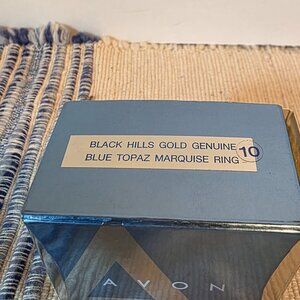 BLACK HILLS GOLD GENUINE
BLUE TOPAZ MARQUISE RING 10
AVON